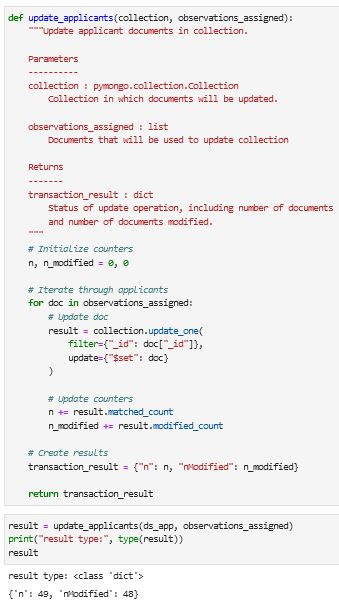 def update_applicants(collection, observations_assigned):
    """Update applicant documents in collection.

    Parameters
    ----------
    collection : pymongo.collection.Collection
        Collection in which documents will be updated.

    observations_assigned : list
        Documents that will be used to update collection

    Returns
    -------
    transaction_result : dict
        Status of update operation, including number of documents
        and number of documents modified.
    """
    # Initialize counters
    n, n_modified = 0, 0

    # Iterate through applicants
    for doc in observations_assigned:
        # Update doc
        result = collection.update_one(
            filter={"_id": doc["_id"]},
            update={"$set": doc}
        )

        # Update counters
        n += result.matched_count
        n_modified += result.modified_count

    # Create results
    transaction_result = {"n": n, "nModified": n_modified}

    return transaction_result

result = update_applicants(ds_app, observations_assigned)
print("result type:", type(result))
result
result type: <class 'dict'>
{'n': 49, 'nModified': 48}